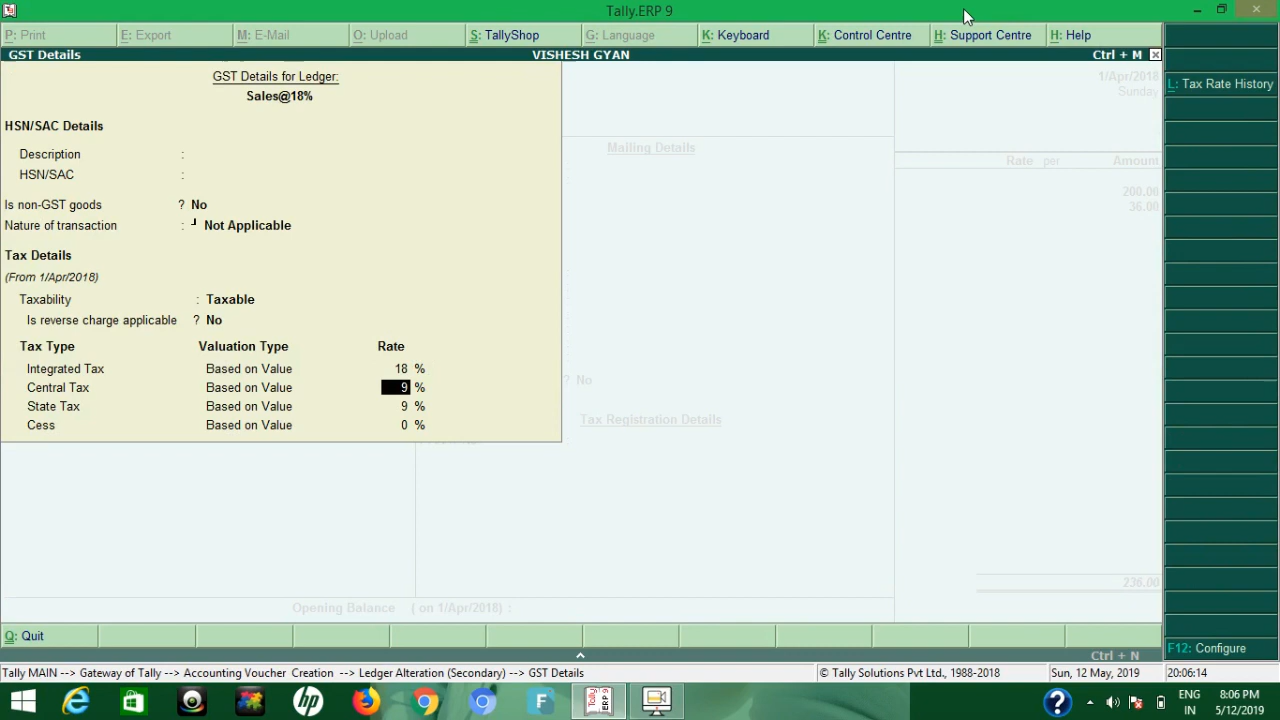 Tally.ERP 9
P: Print E: Export M: E-Mail O: Upload S: TallyShop G: Language K: Keyboard K: Control Centre H: Support Centre H: Help
GST Details VISHESH GYAN Ctrl + M
GST Details for Ledger:
Sales@18%
HSN/SAC Details
Description :
HSN/SAC :
Is non-GST goods ? No
Nature of transaction : ┘ Not Applicable
Tax Details
(From 1/Apr/2018)
Taxability : Taxable
Is reverse charge applicable ? No
Tax Type Valuation Type Rate
Integrated Tax Based on Value 18 %
Central Tax Based on Value 9 %
State Tax Based on Value 9 %
Cess Based on Value 0 %
Mailing Details
? No
Tax Registration Details
Opening Balance ( on 1/Apr/2018) :
1/Apr/2018
Sunday
Rate per Amount
200.00
36.00
236.00
L: Tax Rate History
F12: Configure
Q: Quit
Ctrl + N
Tally MAIN --> Gateway of Tally --> Accounting Voucher Creation --> Ledger Alteration (Secondary) --> GST Details © Tally Solutions Pvt Ltd., 1988-2018 Sun, 12 May, 2019 20:06:14
hp
F
Tally
ERP 9
ENG
IN
8:06 PM
5/12/2019